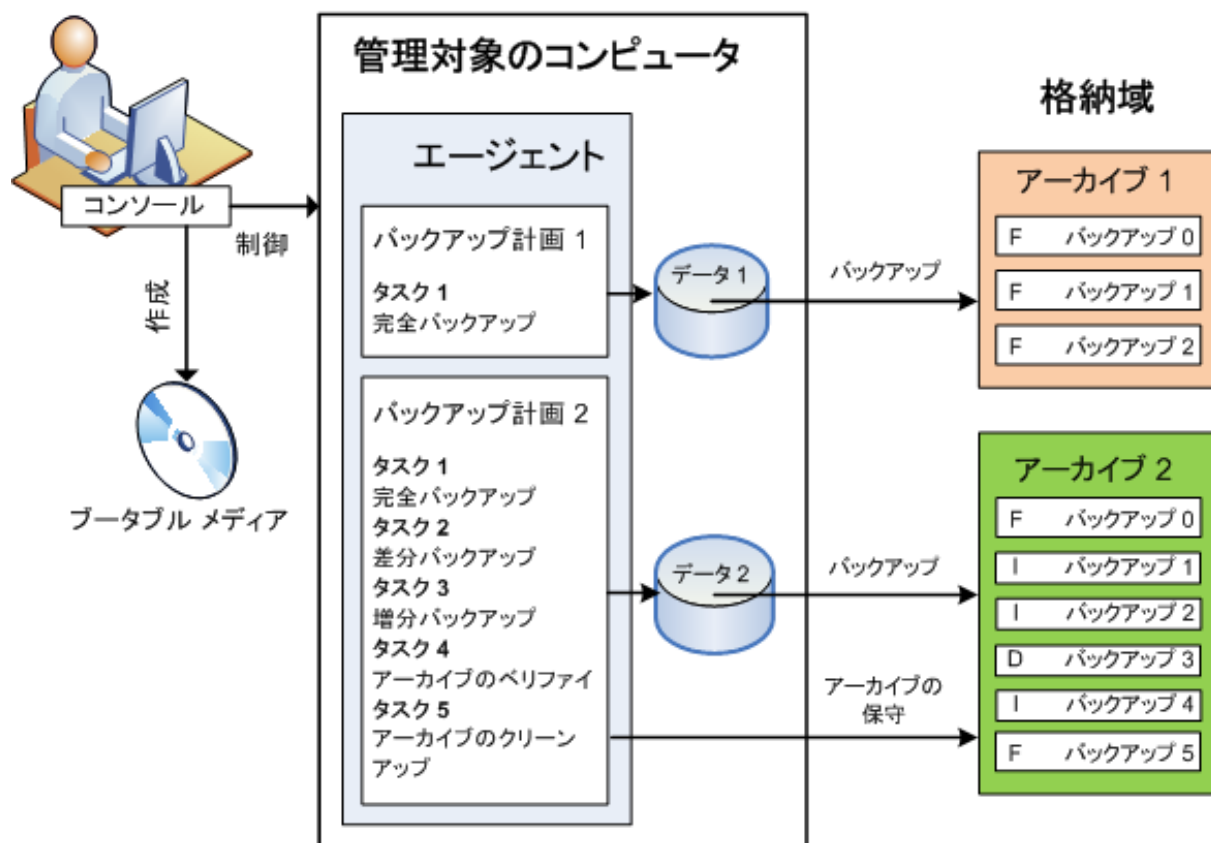 管理対象のコンピュータ
格納域
エージェント
コンソール
制御
作成
ブータブル メディア
バックアップ計画 1
タスク 1
完全バックアップ
バックアップ計画 2
タスク 1
完全バックアップ
タスク 2
差分バックアップ
タスク 3
増分バックアップ
タスク 4
アーカイブのベリファイ
タスク 5
アーカイブのクリーン
アップ
データ 1
データ 2
バックアップ
バックアップ
アーカイブの
保守
アーカイブ 1
F バックアップ 0
F バックアップ 1
F バックアップ 2
アーカイブ 2
F バックアップ 0
I バックアップ 1
I バックアップ 2
D バックアップ 3
I バックアップ 4
F バックアップ 5